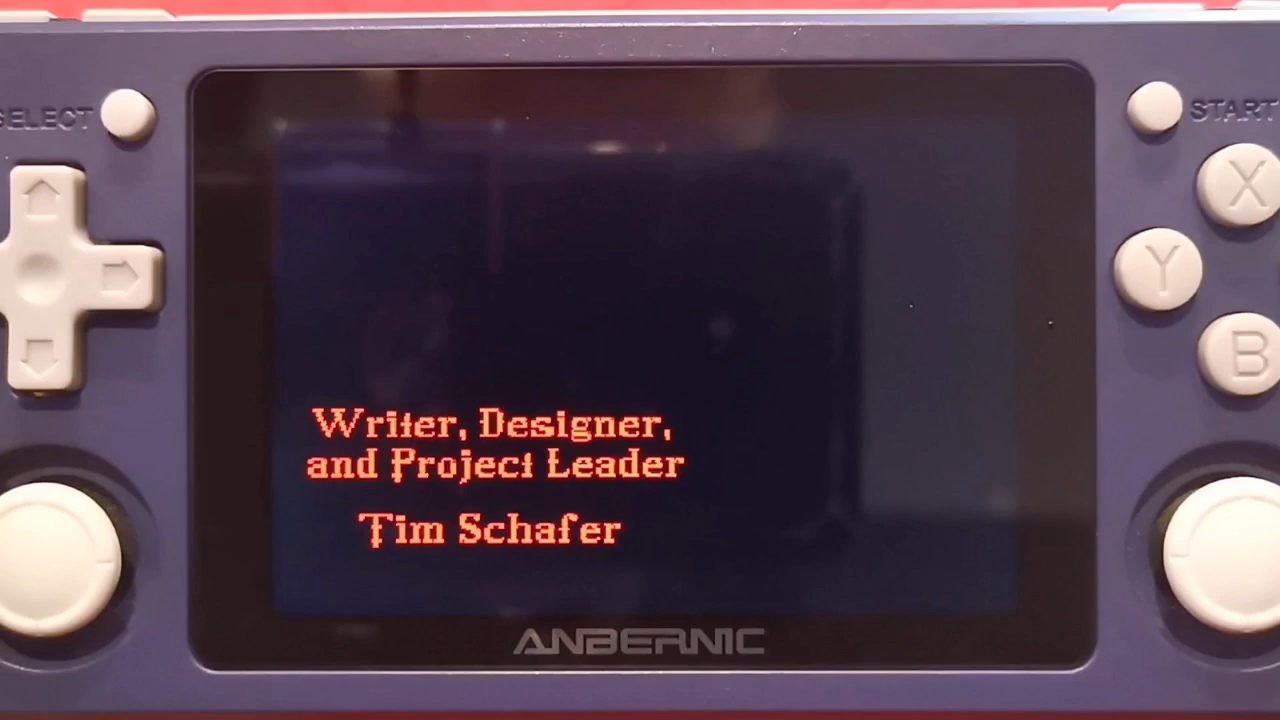 SELECT
START
X
Y
B
Writer, Designer,
and Project Leader
Tim Schafer
ANBERNIC